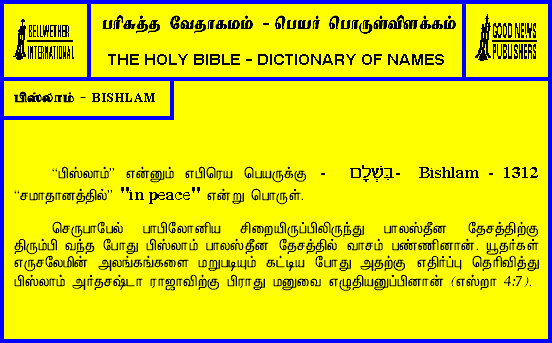 BELLWETHER
INTERNATIONAL
பரிசுத்த வேதாகமம் - பெயர் பொருள்விளக்கம்
THE HOLY BIBLE - DICTIONARY OF NAMES
GOOD NEWS
PUBLISHERS
பிஸ்லாம் - BISHLAM
“பிஸ்லாம்” என்னும் எபிரெய பெயருக்கு - בִּשְׁלָם - Bishlam - 1312
“சமாதானத்தில்” "in peace" என்று பொருள்.
செருபாபேல் பாபிலோனிய சிறையிருப்பிலிருந்து பாலஸ்தீன தேசத்திற்கு
திரும்பி வந்த போது பிஸ்லாம் பாலஸ்தீன தேசத்தில் வாசம் பண்ணினான். யூதர்கள்
எருசலேமின் அலங்கங்களை மறுபடியும் கட்டிய போது அதற்கு எதிர்ப்பு தெரிவித்து
பிஸ்லாம் அர்தசஷ்டா ராஜாவிற்கு பிராது மனுவை எழுதியனுப்பினான் (எஸ்றா 4:7).